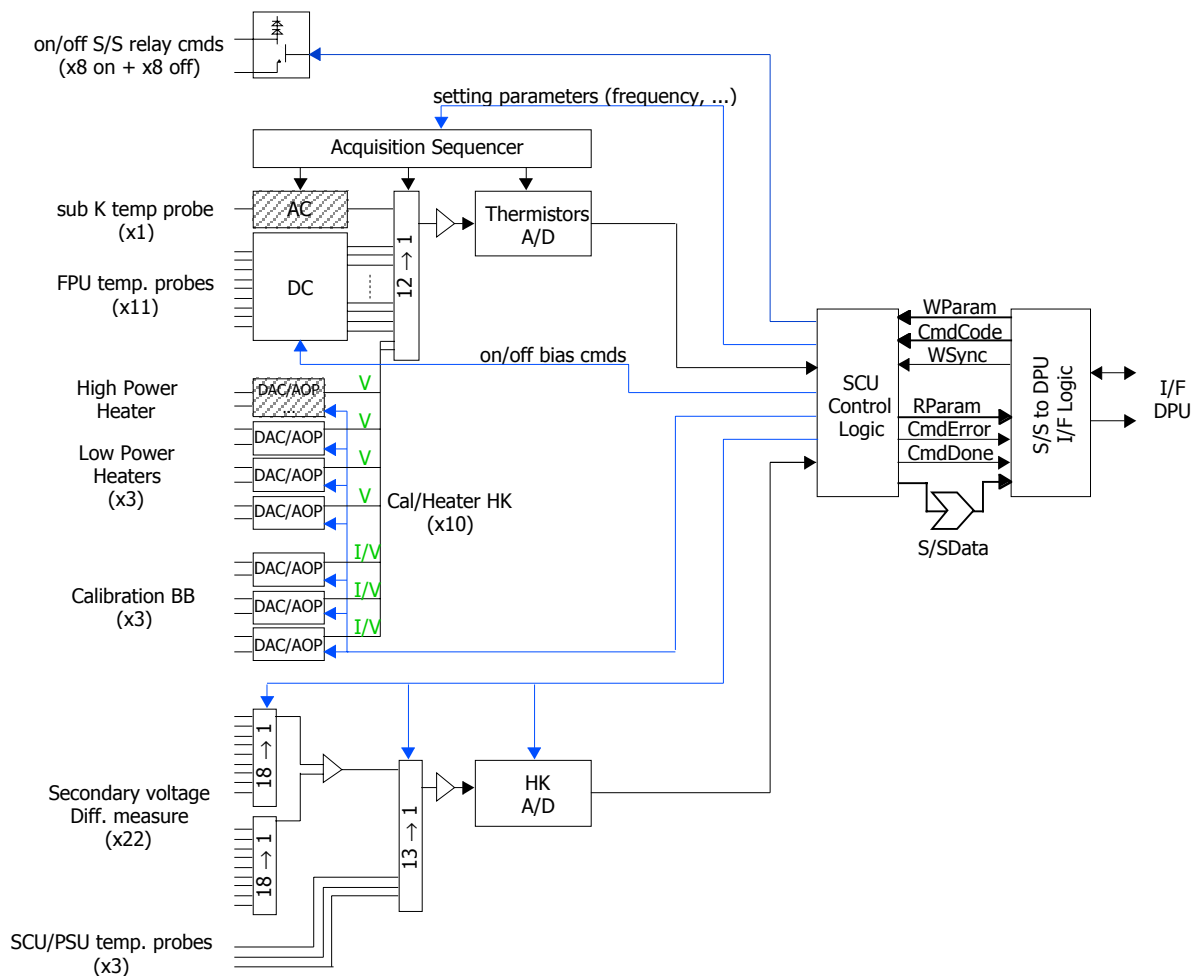 on/off S/S relay cmds
(x8 on + x8 off)
setting parameters (frequency, ...)
Acquisition Sequencer
sub K temp probe
(x1)
AC
12 → 1
Thermistors
A/D
FPU temp. probes
(x11)
DC
on/off bias cmds
High Power
Heater
DAC/AOP
...
V
Low Power
Heaters
(x3)
DAC/AOP
V
DAC/AOP
V
DAC/AOP
V
Cal/Heater HK
(x10)
Calibration BB
(x3)
DAC/AOP
I/V
DAC/AOP
I/V
DAC/AOP
I/V
SCU
Control
Logic
WParam
CmdCode
WSync
RParam
CmdError
CmdDone
S/SData
S/S to DPU
I/F Logic
I/F
DPU
Secondary voltage
Diff. measure
(x22)
18 → 1
18 → 1
13 → 1
HK
A/D
SCU/PSU temp. probes
(x3)